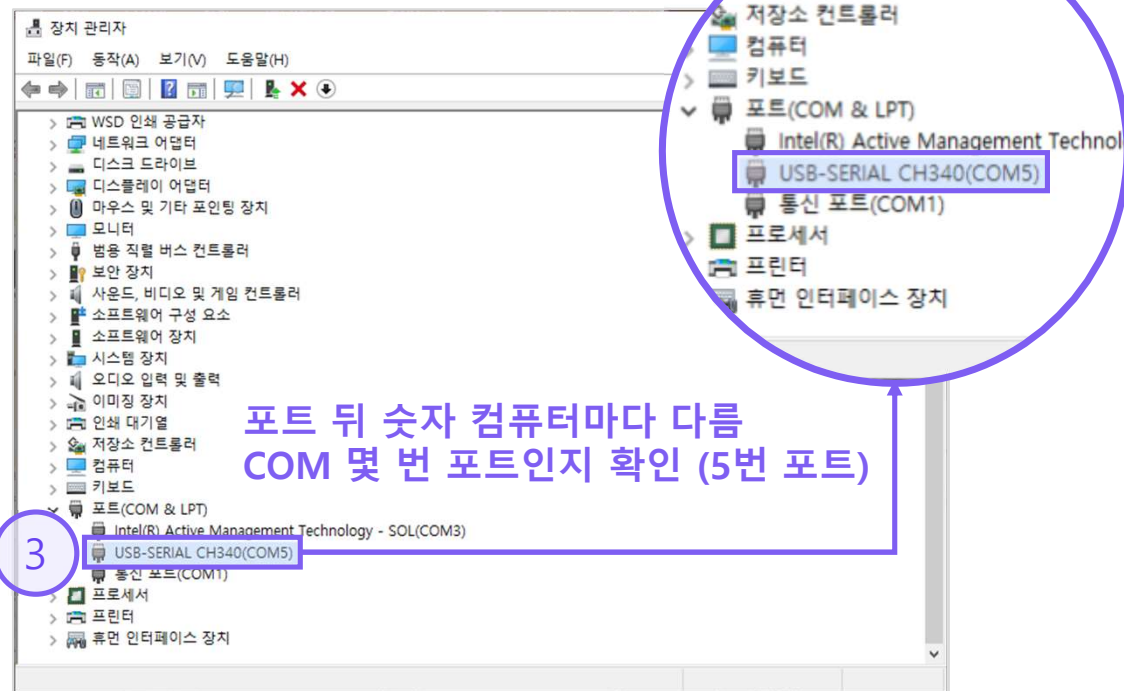 장치 관리자
파일(F) 동작(A) 보기(V) 도움말(H)
WSD 인쇄 공급자
네트워크 어댑터
디스크 드라이브
디스플레이 어댑터
마우스 및 기타 포인팅 장치
모니터
범용 직렬 버스 컨트롤러
보안 장치
사운드, 비디오 및 게임 컨트롤러
소프트웨어 구성 요소
소프트웨어 장치
시스템 장치
오디오 입력 및 출력
이미징 장치
인쇄 대기열
저장소 컨트롤러
컴퓨터
키보드
포트(COM & LPT)
Intel(R) Active Management Technology - SOL(COM3)
3
USB-SERIAL CH340(COM5)
통신 포트(COM1)
프로세서
프린터
휴먼 인터페이스 장치
포트 뒤 숫자 컴퓨터마다 다름
COM 몇 번 포트인지 확인 (5번 포트)
저장소 컨트롤러
컴퓨터
키보드
포트(COM & LPT)
Intel(R) Active Management Technol
USB-SERIAL CH340(COM5)
통신 포트(COM1)
프로세서
프린터
휴먼 인터페이스 장치